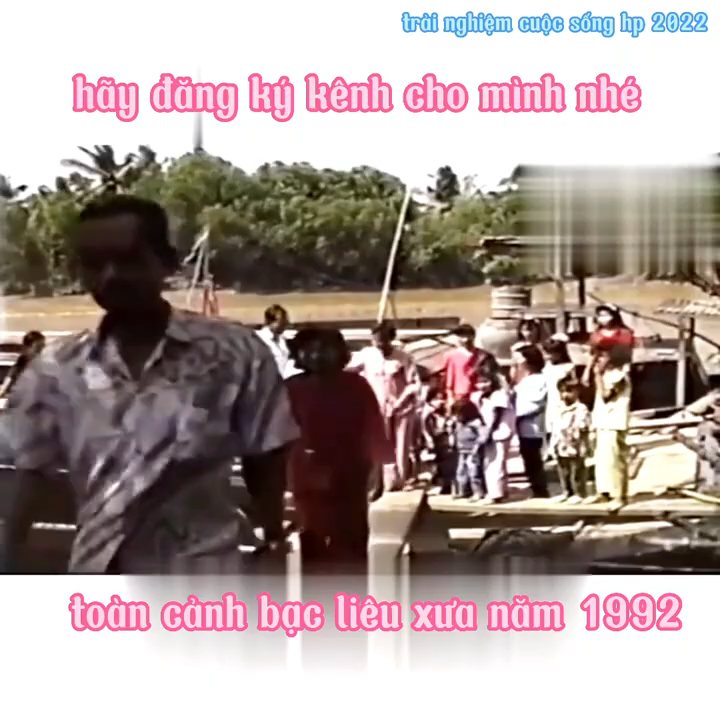 trải nghiệm cuộc sống hp 2022
hãy đăng ký kênh cho mình nhé
toàn cảnh bạc liêu xưa năm 1992